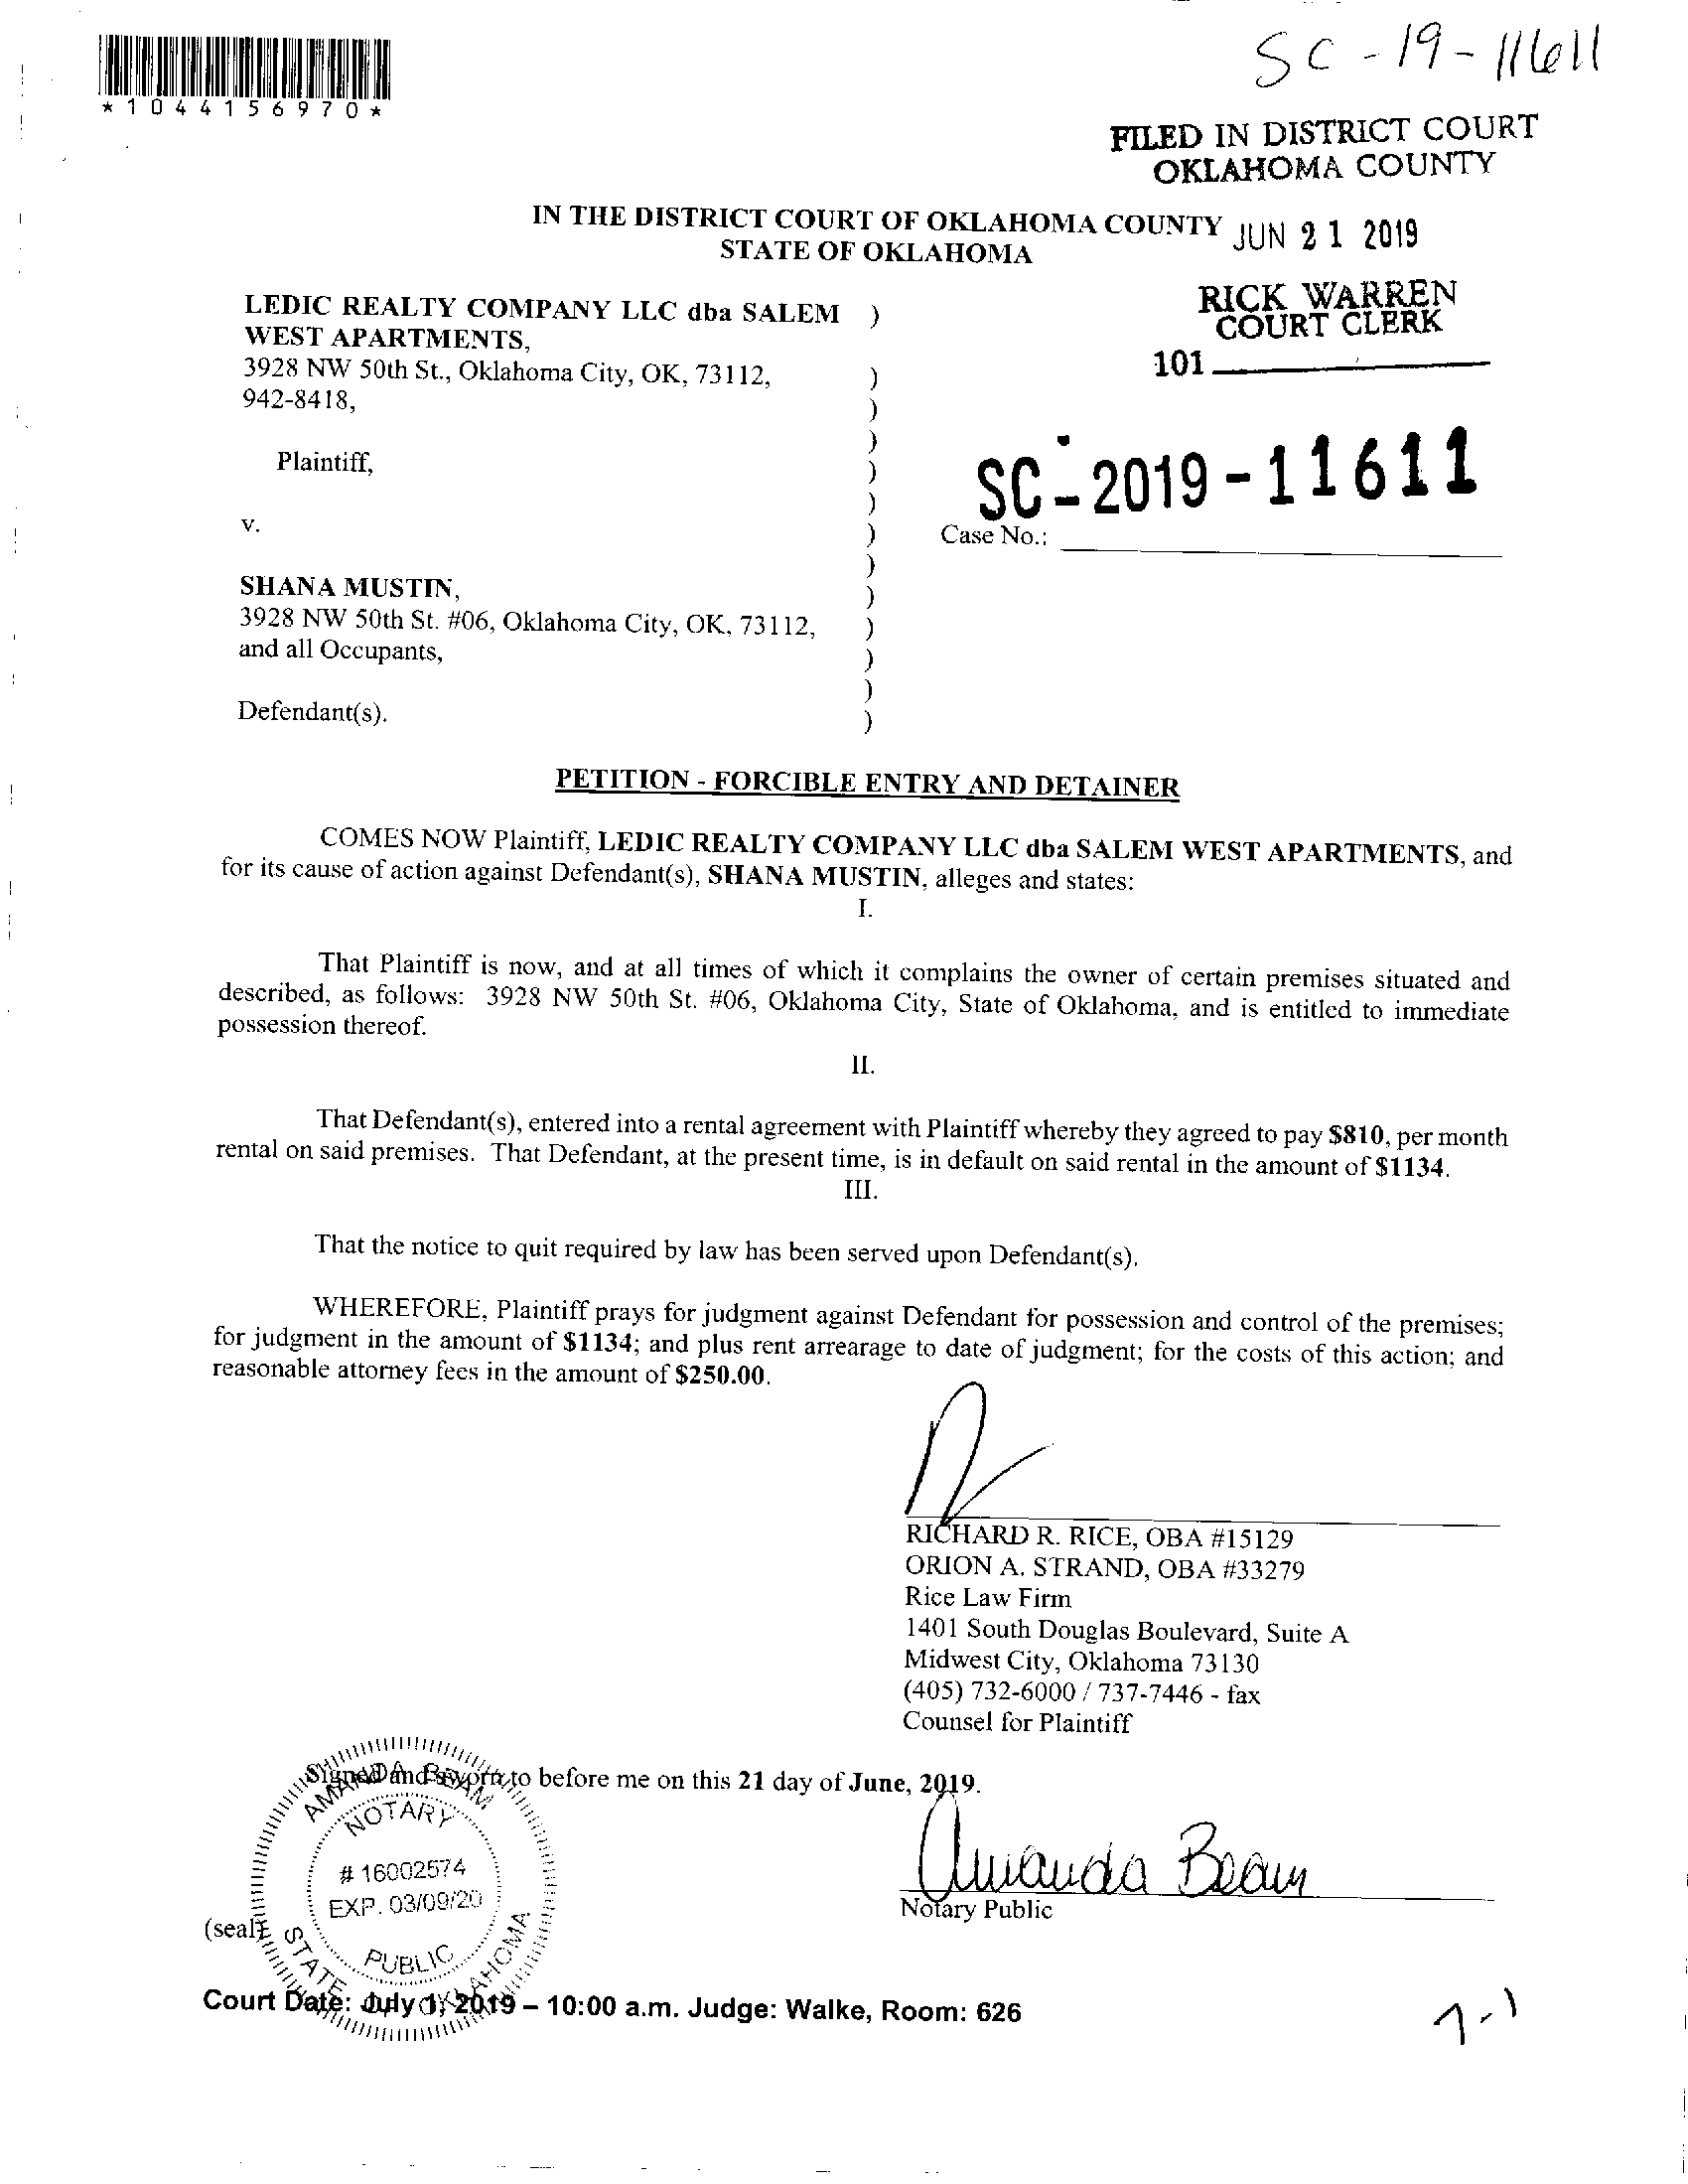 SC-19-11611
*1044156970*
FILED IN DISTRICT COURT
OKLAHOMA COUNTY
IN THE DISTRICT COURT OF OKLAHOMA COUNTY
JUN 21 2019
STATE OF OKLAHOMA
RICK WARREN
COURT CLERK
101
LEDIC REALTY COMPANY LLC dba SALEM )
WEST APARTMENTS,
3928 NW 50th St., Oklahoma City, OK, 73112, )
942-8418, )
)
Plaintiff, )
)
v. )
)
SC-2019-11611
Case No.:
SHANA MUSTIN, )
3928 NW 50th St. #06, Oklahoma City, OK, 73112, )
and all Occupants, )
)
Defendant(s). )
PETITION - FORCIBLE ENTRY AND DETAINER
COMES NOW Plaintiff, LEDIC REALTY COMPANY LLC dba SALEM WEST APARTMENTS, and
for its cause of action against Defendant(s), SHANA MUSTIN, alleges and states:
I.
That Plaintiff is now, and at all times of which it complains the owner of certain premises situated and
described, as follows: 3928 NW 50th St. #06, Oklahoma City, State of Oklahoma, and is entitled to immediate
possession thereof.
II.
That Defendant(s), entered into a rental agreement with Plaintiff whereby they agreed to pay $810, per month
rental on said premises. That Defendant, at the present time, is in default on said rental in the amount of $1134.
III.
That the notice to quit required by law has been served upon Defendant(s).
WHEREFORE, Plaintiff prays for judgment against Defendant for possession and control of the premises;
for judgment in the amount of $1134; and plus rent arrearage to date of judgment; for the costs of this action; and
reasonable attorney fees in the amount of $250.00.
RICHARD R. RICE, OBA #15129
ORION A. STRAND, OBA #33279
Rice Law Firm
1401 South Douglas Boulevard, Suite A
Midwest City, Oklahoma 73130
(405) 732-6000 / 737-7446 - fax
Counsel for Plaintiff
Signed and sworn to before me on this 21 day of June, 2019.
AMANDA BEAM
NOTARY
# 16002574
EXP. 03/09/20
PUBLIC
STATE OF OKLAHOMA
Amanda Beam
Notary Public
(seal)
Court Date: July 1, 2019 – 10:00 a.m. Judge: Walke, Room: 626
7-1